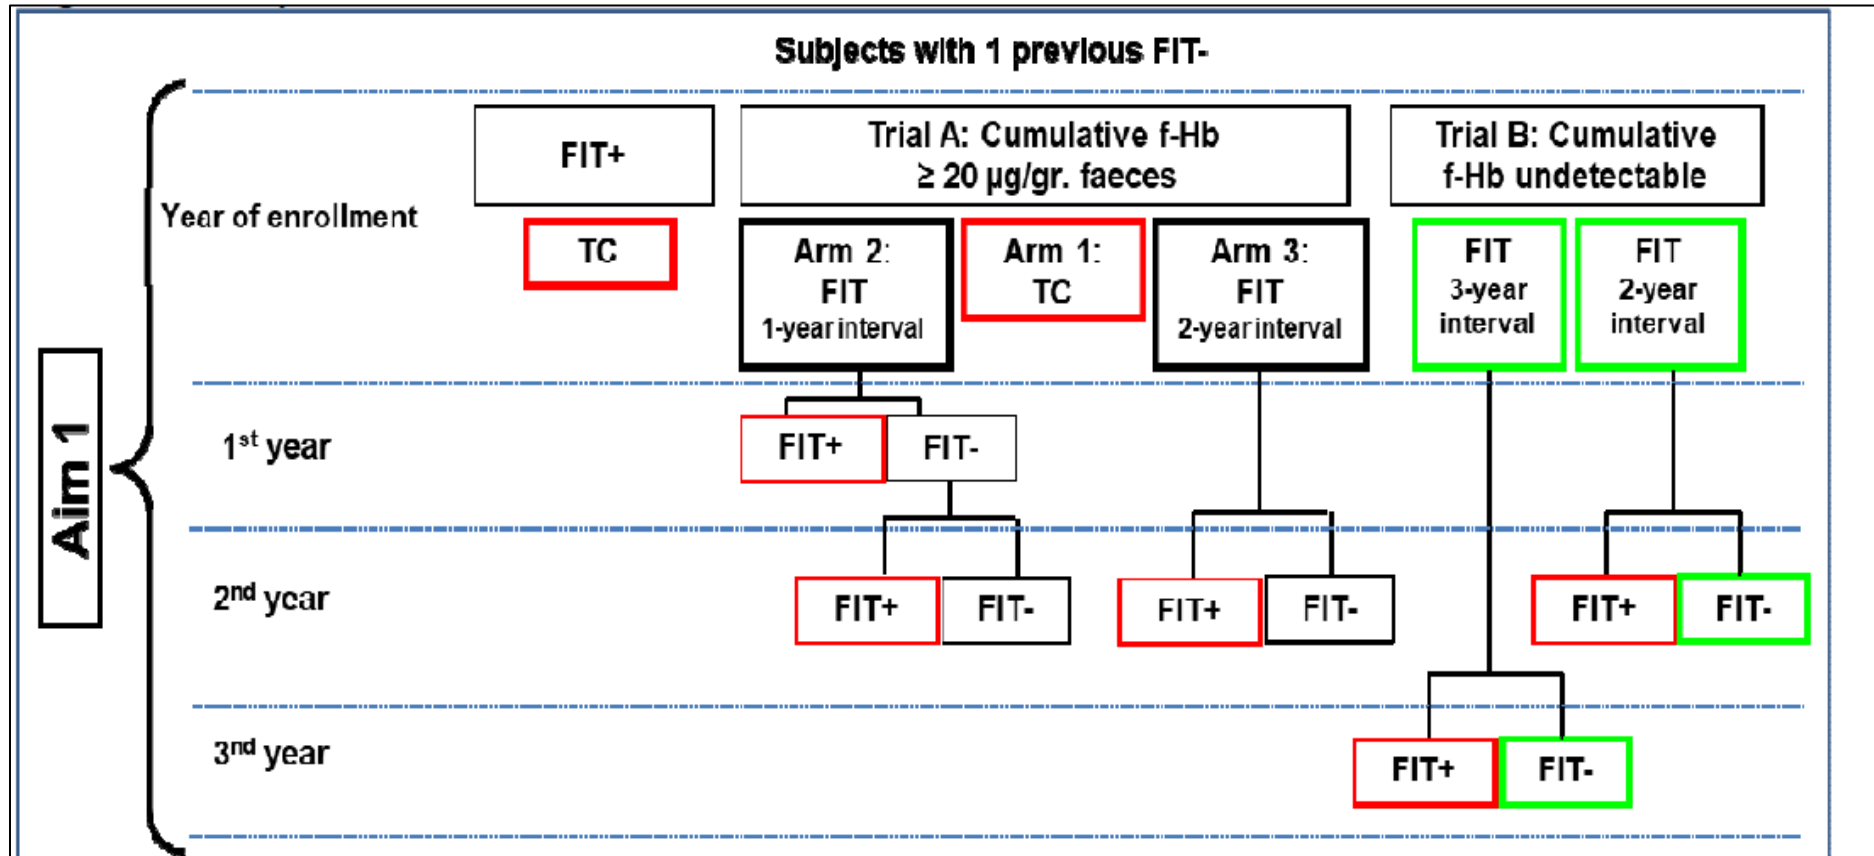 Subjects with 1 previous FIT-
FIT+
Trial A: Cumulative f-Hb
≥ 20 µg/gr. faeces
Trial B: Cumulative
f-Hb undetectable
Year of enrollment
TC
Arm 2:
FIT
1-year interval
Arm 1:
TC
Arm 3:
FIT
2-year interval
FIT
3-year
interval
FIT
2-year
interval
Aim 1
1st year
FIT+
FIT-
2nd year
FIT+
FIT-
FIT+
FIT-
FIT+
FIT-
3nd year
FIT+
FIT-